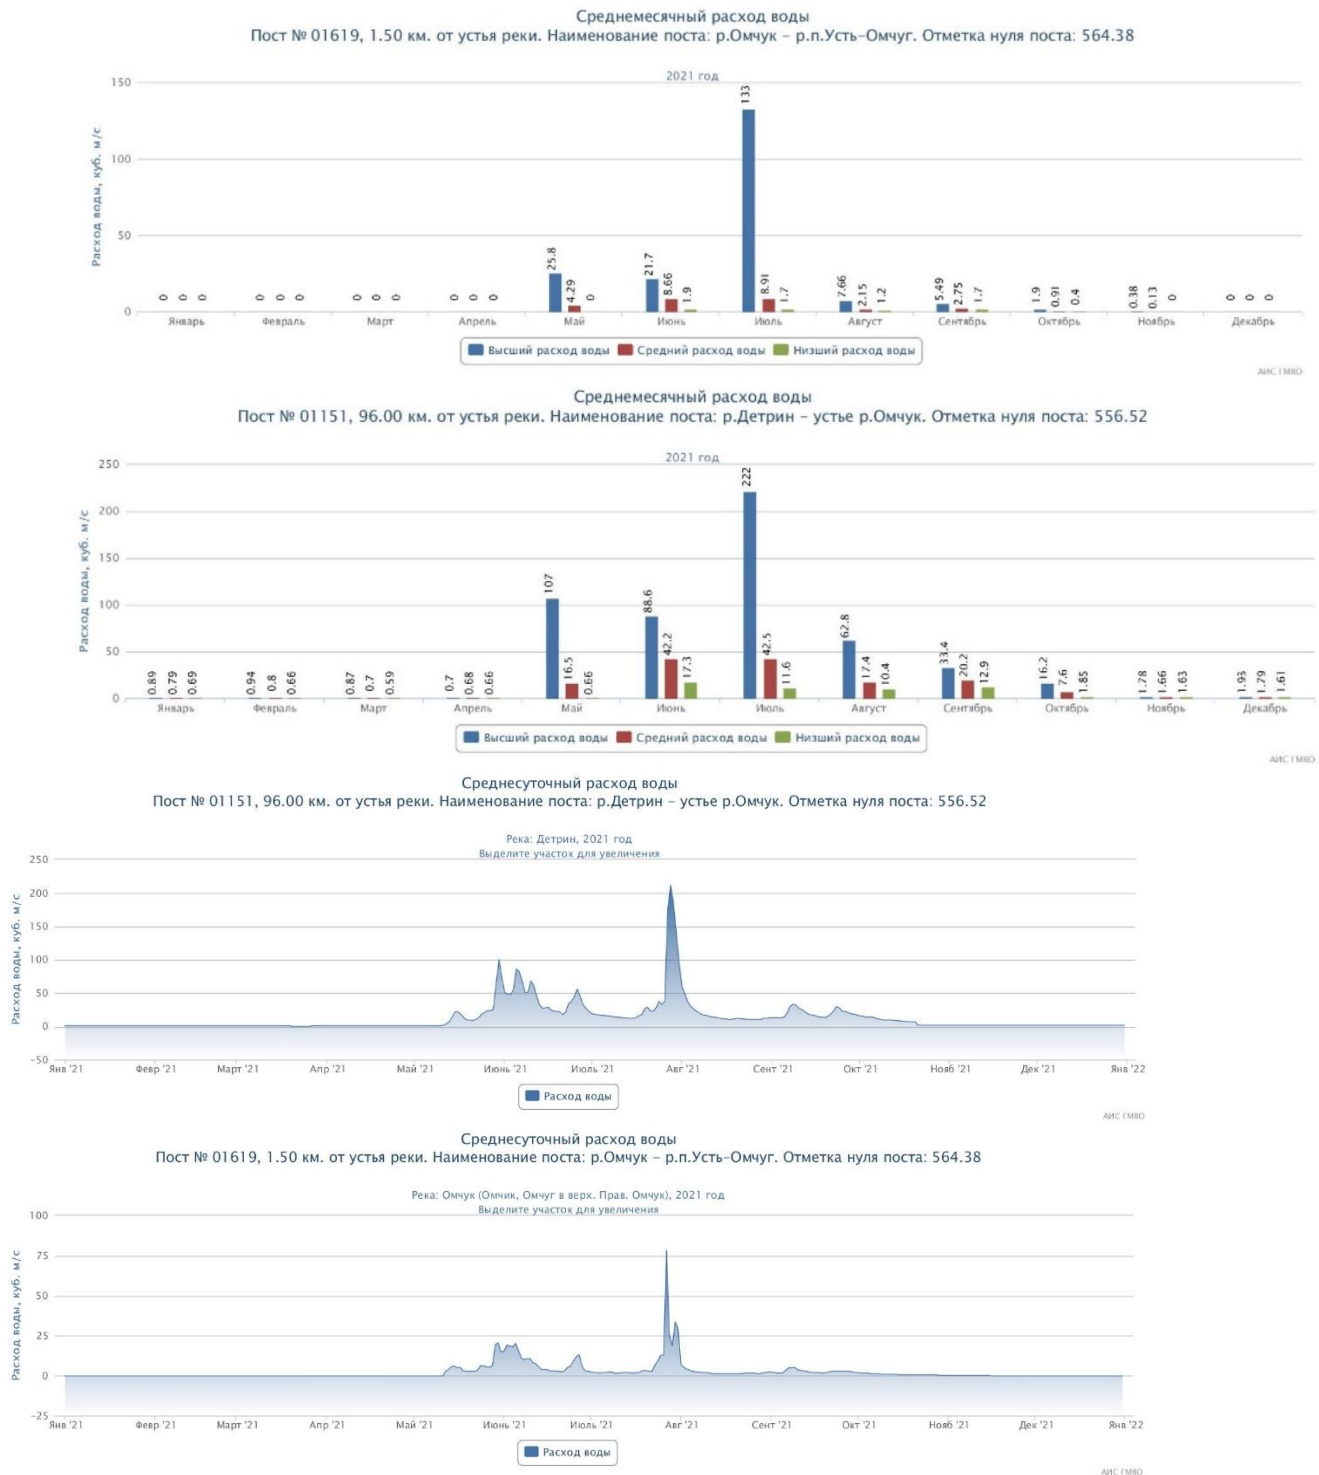 Среднемесячный расход воды
Пост № 01619, 1.50 км. от устья реки. Наименование поста: р.Омчук – р.п.Усть-Омчуг. Отметка нуля поста: 564.38
2021 год
Расход воды, куб. м/с
150
100
50
0
0 0 0 0 0 0 0 0 0 0 0 0 25.8 4.29 0 21.7 8.66 1.9 133 8.91 1.7 7.66 2.15 1.2 5.49 2.75 1.7 1.9 0.91 0.4 0.38 0.13 0 0 0 0
Январь Февраль Март Апрель Май Июнь Июль Август Сентябрь Октябрь Ноябрь Декабрь
Высший расход воды Средний расход воды Низший расход воды
АИС ГМВО
Среднемесячный расход воды
Пост № 01151, 96.00 км. от устья реки. Наименование поста: р.Детрин – устье р.Омчук. Отметка нуля поста: 556.52
2021 год
Расход воды, куб. м/с
250
200
150
100
50
0
0.89 0.79 0.69 0.94 0.8 0.66 0.87 0.7 0.59 0.7 0.68 0.66 107 16.5 0.66 88.6 42.2 17.3 222 42.5 11.6 62.8 17.4 10.4 33.4 20.2 12.9 16.2 7.6 1.85 1.78 1.66 1.63 1.93 1.79 1.61
Январь Февраль Март Апрель Май Июнь Июль Август Сентябрь Октябрь Ноябрь Декабрь
Высший расход воды Средний расход воды Низший расход воды
АИС ГМВО
Среднесуточный расход воды
Пост № 01151, 96.00 км. от устья реки. Наименование поста: р.Детрин – устье р.Омчук. Отметка нуля поста: 556.52
Река: Детрин, 2021 год
Выделите участок для увеличения
Расход воды, куб. м/с
250
200
150
100
50
0
-50
Янв '21 Февр '21 Март '21 Апр '21 Май '21 Июнь '21 Июль '21 Авг '21 Сент '21 Окт '21 Нояб '21 Дек '21 Янв '22
Расход воды
АИС ГМВО
Среднесуточный расход воды
Пост № 01619, 1.50 км. от устья реки. Наименование поста: р.Омчук – р.п.Усть-Омчуг. Отметка нуля поста: 564.38
Река: Омчук (Омчик, Омчуг в верх. Прав. Омчук), 2021 год
Выделите участок для увеличения
Расход воды, куб. м/с
100
75
50
25
0
-25
Янв '21 Февр '21 Март '21 Апр '21 Май '21 Июнь '21 Июль '21 Авг '21 Сент '21 Окт '21 Нояб '21 Дек '21 Янв '22
Расход воды
АИС ГМВО